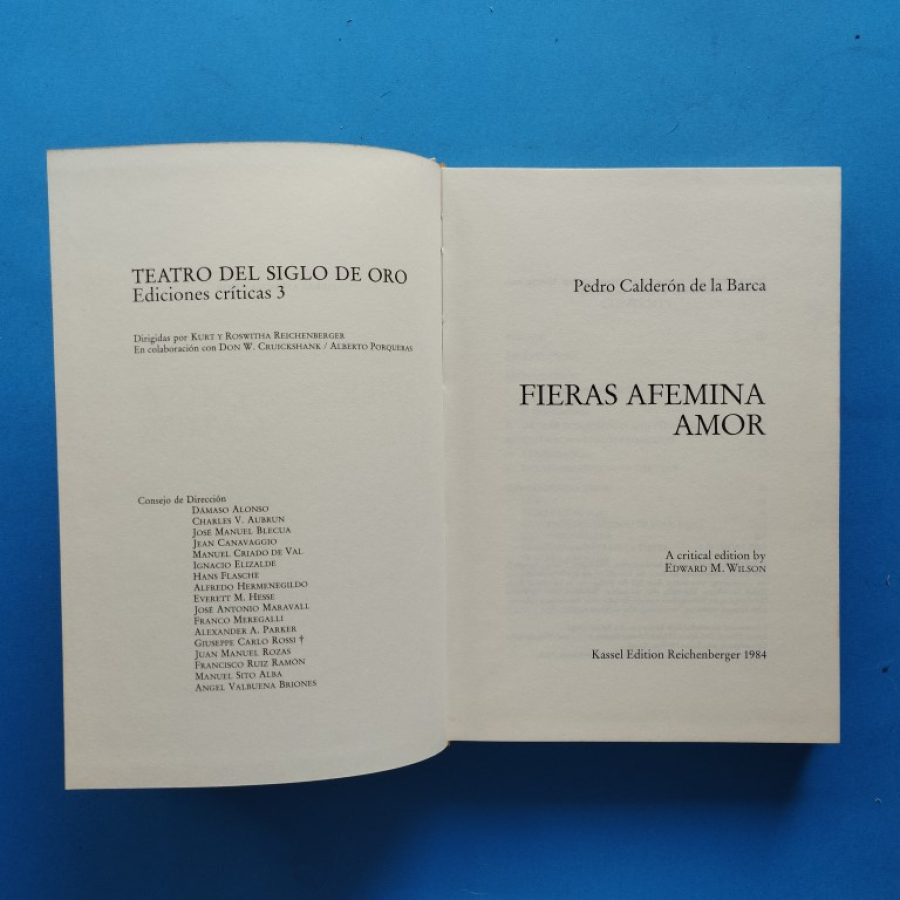 TEATRO DEL SIGLO DE ORO
Ediciones críticas 3
Dirigidas por KURT Y ROSWITHA REICHENBERGER
En colaboración con DON W. CRUICKSHANK / ALBERTO PORQUERAS
Consejo de Dirección
DÁMASO ALONSO
CHARLES V. AUBRUN
JOSÉ MANUEL BLECUA
JEAN CANAVAGGIO
MANUEL CRIADO DE VAL
IGNACIO ELIZALDE
HANS FLASCHE
ALFREDO HERMENEGILDO
EVERETT M. HESSE
JOSÉ ANTONIO MARAVALL
FRANCO MEREGALLI
ALEXANDER A. PARKER
GIUSEPPE CARLO ROSSI †
JUAN MANUEL ROZAS
FRANCISCO RUIZ RAMÓN
MANUEL SITO ALBA
ANGEL VALBUENA BRIONES
Pedro Calderón de la Barca
FIERAS AFEMINA
AMOR
A critical edition by
EDWARD M. WILSON
Kassel Edition Reichenberger 1984